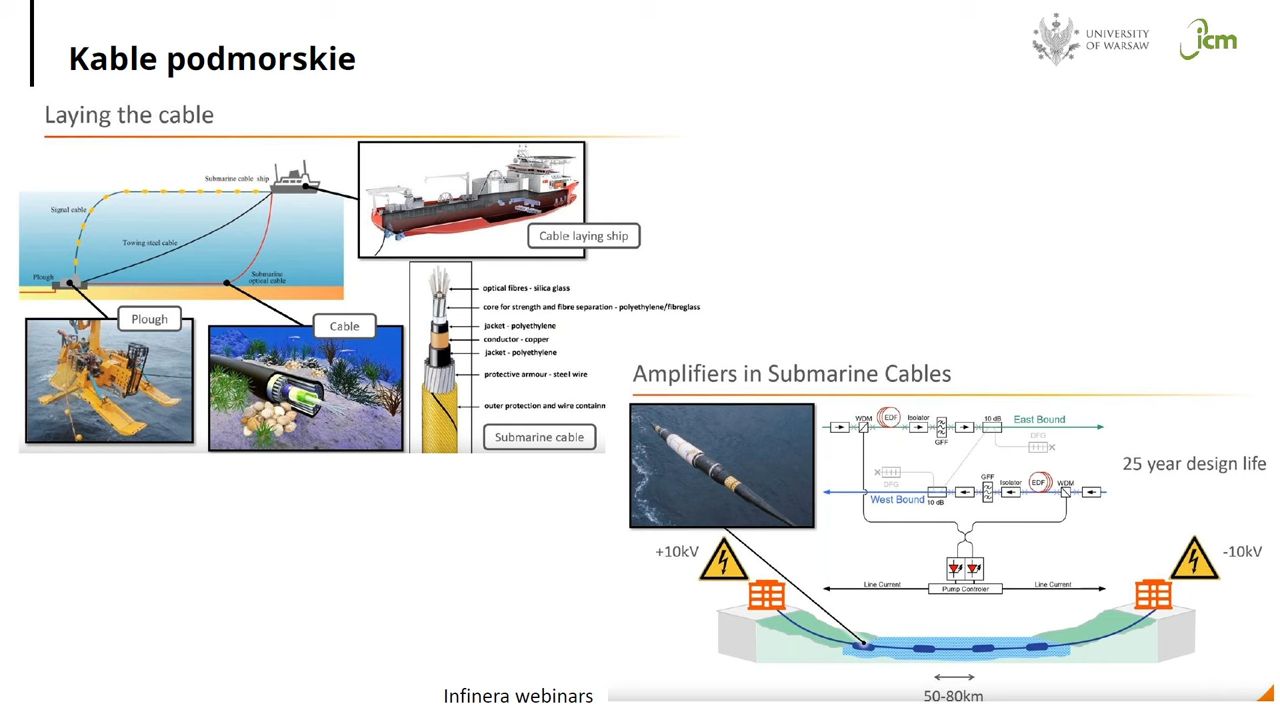 Kable podmorskie
UNIVERSITY
OF WARSAW
icm
Laying the cable
Submarine cable ship
Signal cable
Towing steel cable
Plough
Submarine
optical cable
Cable laying ship
Plough
Cable
optical fibres - silica glass
core for strength and fibre separation - polyethylene/fibreglass
jacket - polyethylene
conductor - copper
jacket - polyethylene
protective armour - steel wire
outer protection and wire containm
Submarine cable
Amplifiers in Submarine Cables
WDM
EDF
Isolator
GFF
10 dB
East Bound
DFG
25 year design life
DFG
West Bound
10 dB
GFF
Isolator
EDF
WDM
+10kV
-10kV
Line Current
Pump Controler
Line Current
50-80km
Infinera webinars